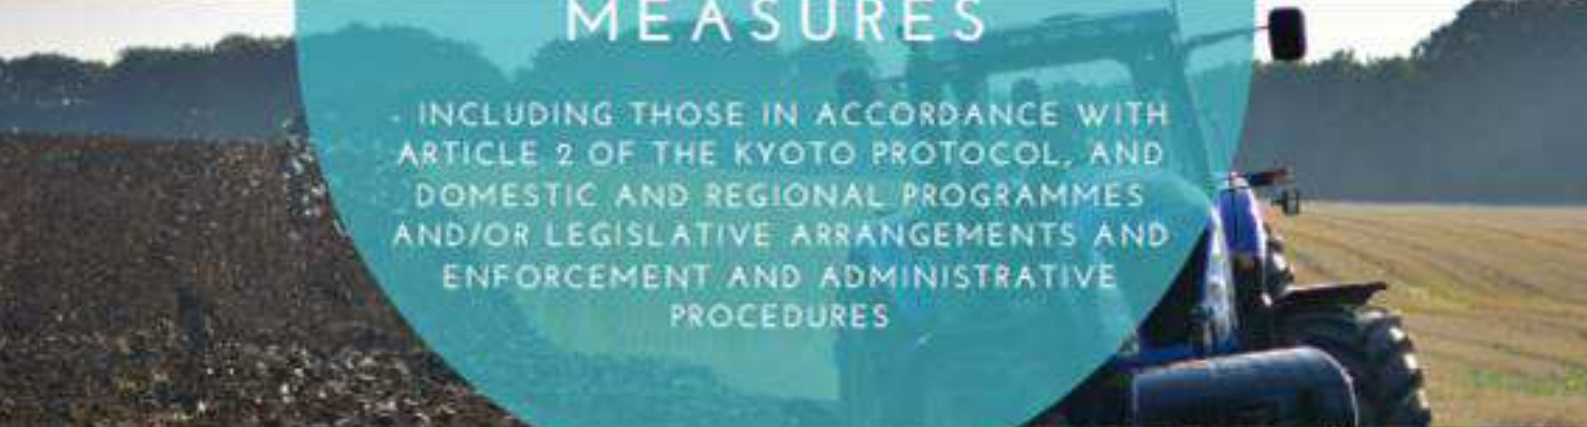 MEASURES
- INCLUDING THOSE IN ACCORDANCE WITH
ARTICLE 2 OF THE KYOTO PROTOCOL, AND
DOMESTIC AND REGIONAL PROGRAMMES
AND/OR LEGISLATIVE ARRANGEMENTS AND
ENFORCEMENT AND ADMINISTRATIVE
PROCEDURES